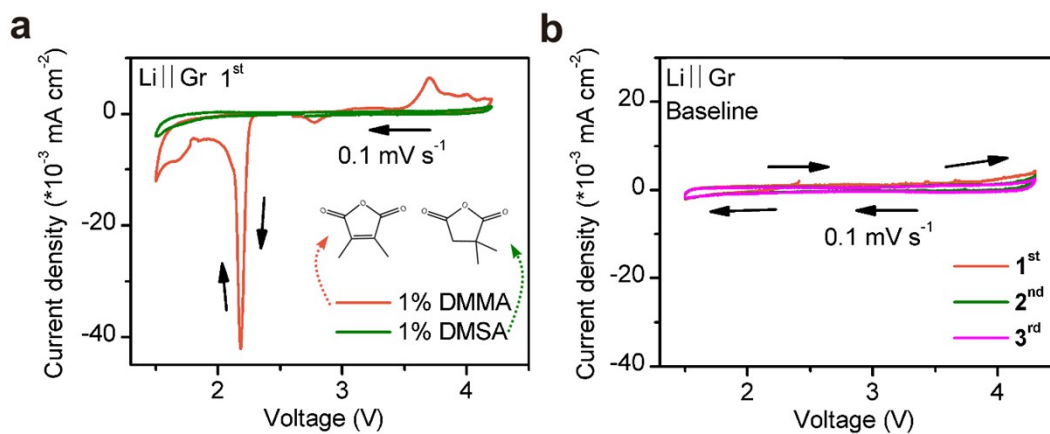 a
Li||Gr 1st
0
-20
-40
2
3
4
Current density (*10-3 mA cm-2)
Voltage (V)
0.1 mV s-1
O
O
O
O
O
O
1% DMMA
1% DMSA
b
Li||Gr
Baseline
20
0
-20
-40
2
3
4
Current density (*10-3 mA cm-2)
Voltage (V)
0.1 mV s-1
1st
2nd
3rd